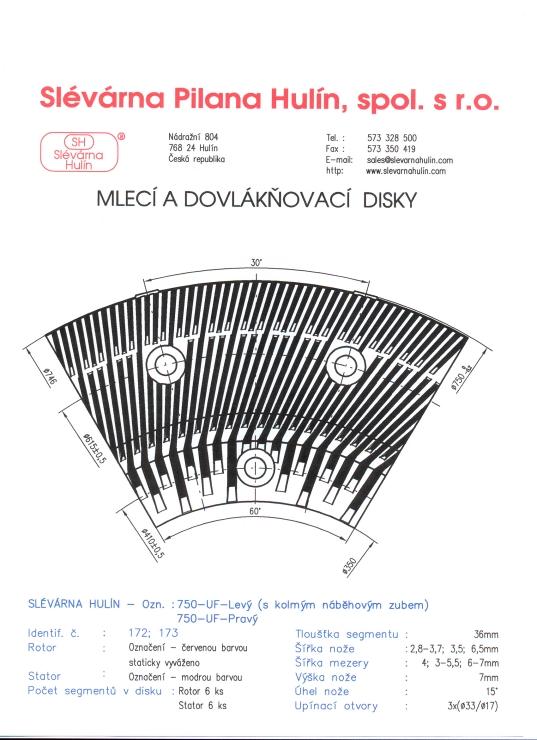 Slévárna Pilana Hulín, spol. s r.o.
SH
Slévárna
Hulín
®
Nádražní 804
768 24 Hulín
Česká republika
Tel. : 573 328 500
Fax : 573 350 419
E-mail: sales@slevarnahulin.com
http: www.slevarnahulin.com
MLECÍ A DOVLÁKŇOVACÍ DISKY
30°
ø746
ø750
ø615±0,5
ø410±0,5
60°
ø350
SLÉVÁRNA HULÍN – Ozn. : 750-UF-Levý (s kolmým náběhovým zubem)
750-UF-Pravý
Identif. č. : 172; 173
Rotor : Označení – červenou barvou
staticky vyváženo
Stator : Označení – modrou barvou
Počet segmentů v disku : Rotor 6 ks
Stator 6 ks
Tloušťka segmentu : 36mm
Šířka nože : 2,8-3,7; 3,5; 6,5mm
Šířka mezery : 4; 3-5,5; 6-7mm
Výška nože : 7mm
Úhel nože : 15°
Upínací otvory : 3x(ø33/ø17)